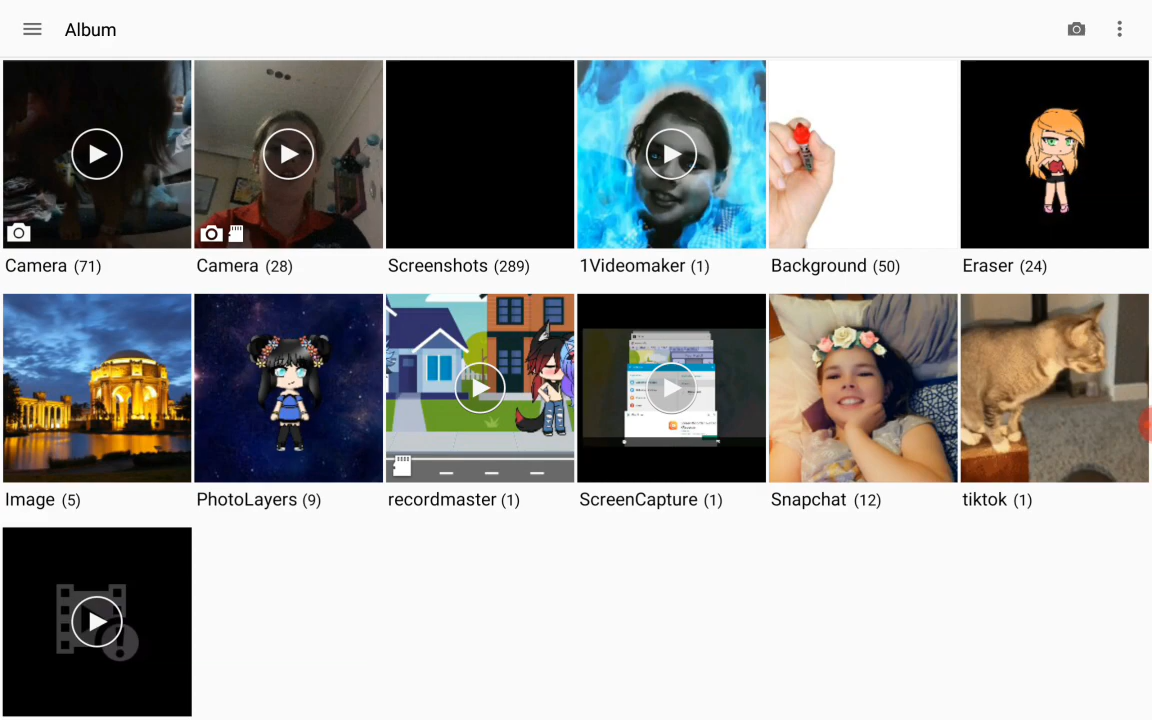 Album
Camera (71)
Camera (28)
Screenshots (289)
1Videomaker (1)
Background (50)
Eraser (24)
Image (5)
PhotoLayers (9)
recordmaster (1)
ScreenCapture (1)
Snapchat (12)
tiktok (1)